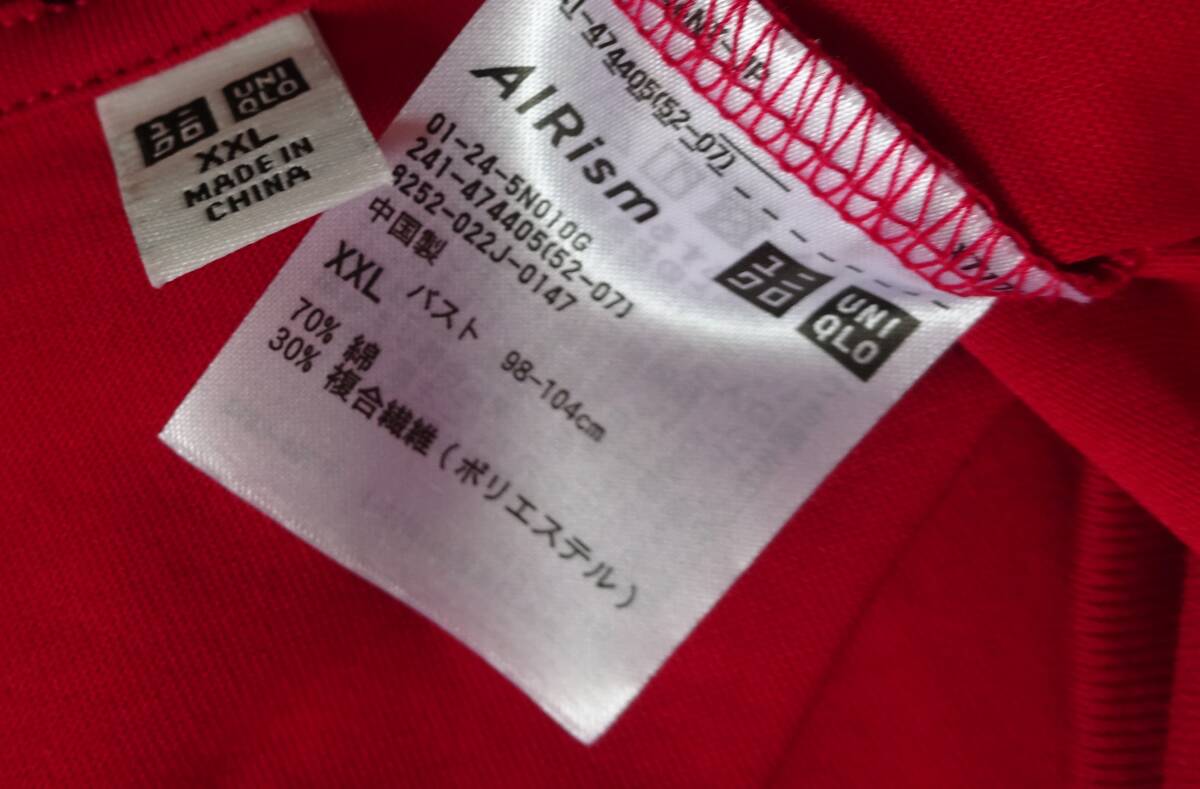 ユニ
クロ
UNI
QLO
XXL
MADE IN
CHINA
474405(52-07)
AIRism
ユニ
クロ
UNI
QLO
01-24-5N010G
241-474405(52-07)
8252-022J-0147
中国製
XXL バスト 98-104cm
70% 綿
30% 複合繊維(ポリエステル)